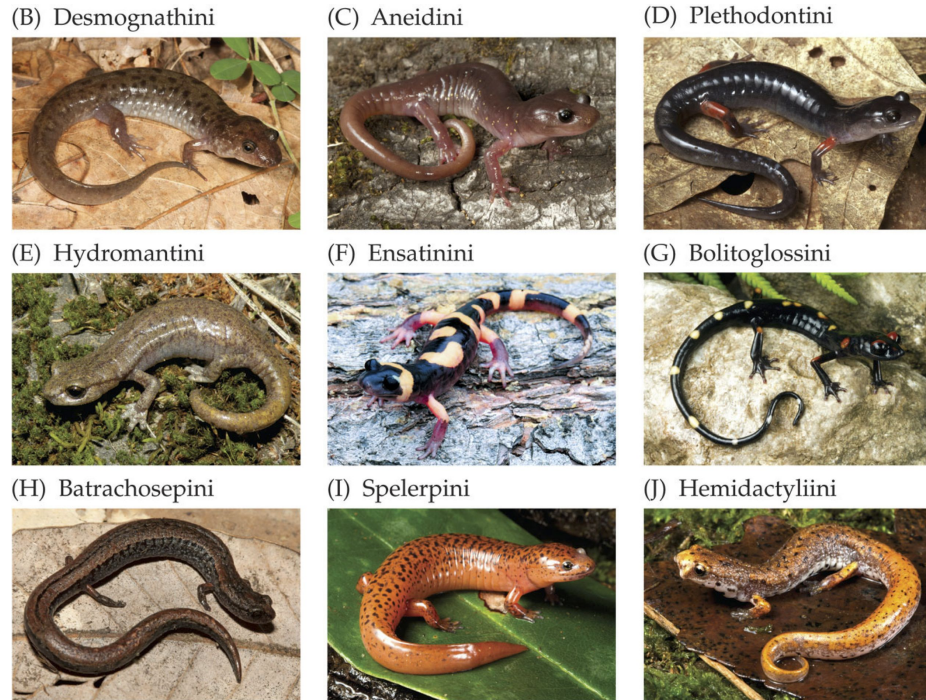 (B) Desmognathini
(C) Aneidini
(D) Plethodontini
(E) Hydromantini
(F) Ensatinini
(G) Bolitoglossini
(H) Batrachosepini
(I) Spelerpini
(J) Hemidactyliini